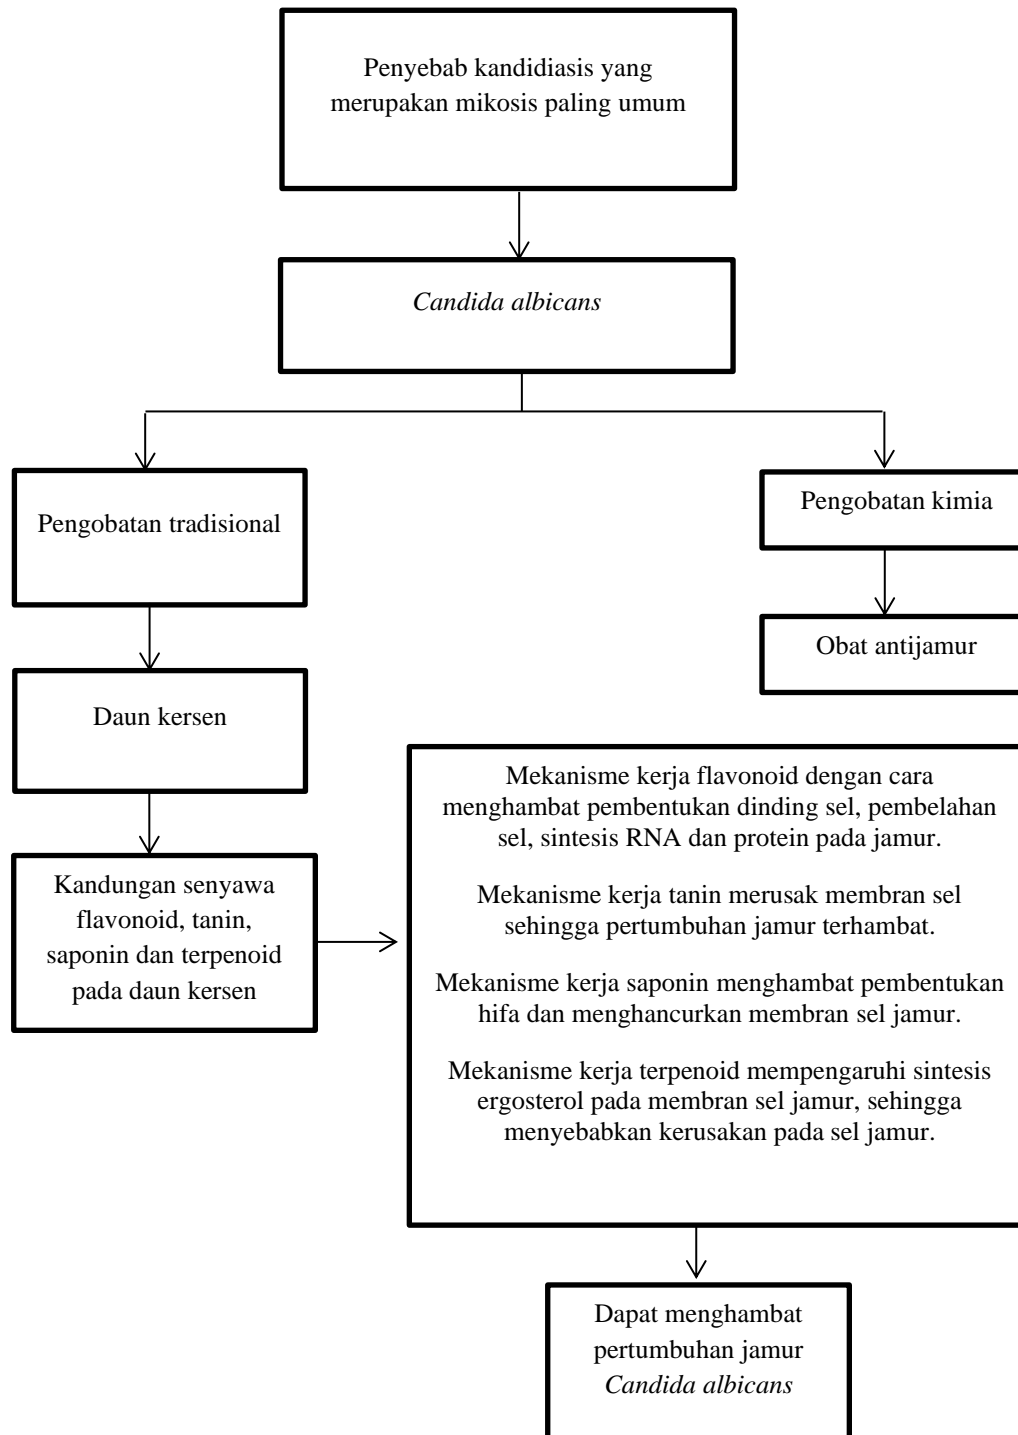 Penyebab kandidiasis yang
merupakan mikosis paling umum
Candida albicans
Pengobatan tradisional
Pengobatan kimia
Obat antijamur
Daun kersen
Kandungan senyawa
flavonoid, tanin,
saponin dan terpenoid
pada daun kersen
Mekanisme kerja flavonoid dengan cara
menghambat pembentukan dinding sel, pembelahan
sel, sintesis RNA dan protein pada jamur.
Mekanisme kerja tanin merusak membran sel
sehingga pertumbuhan jamur terhambat.
Mekanisme kerja saponin menghambat pembentukan
hifa dan menghancurkan membran sel jamur.
Mekanisme kerja terpenoid mempengaruhi sintesis
ergosterol pada membran sel jamur, sehingga
menyebabkan kerusakan pada sel jamur.
Dapat menghambat
pertumbuhan jamur
Candida albicans